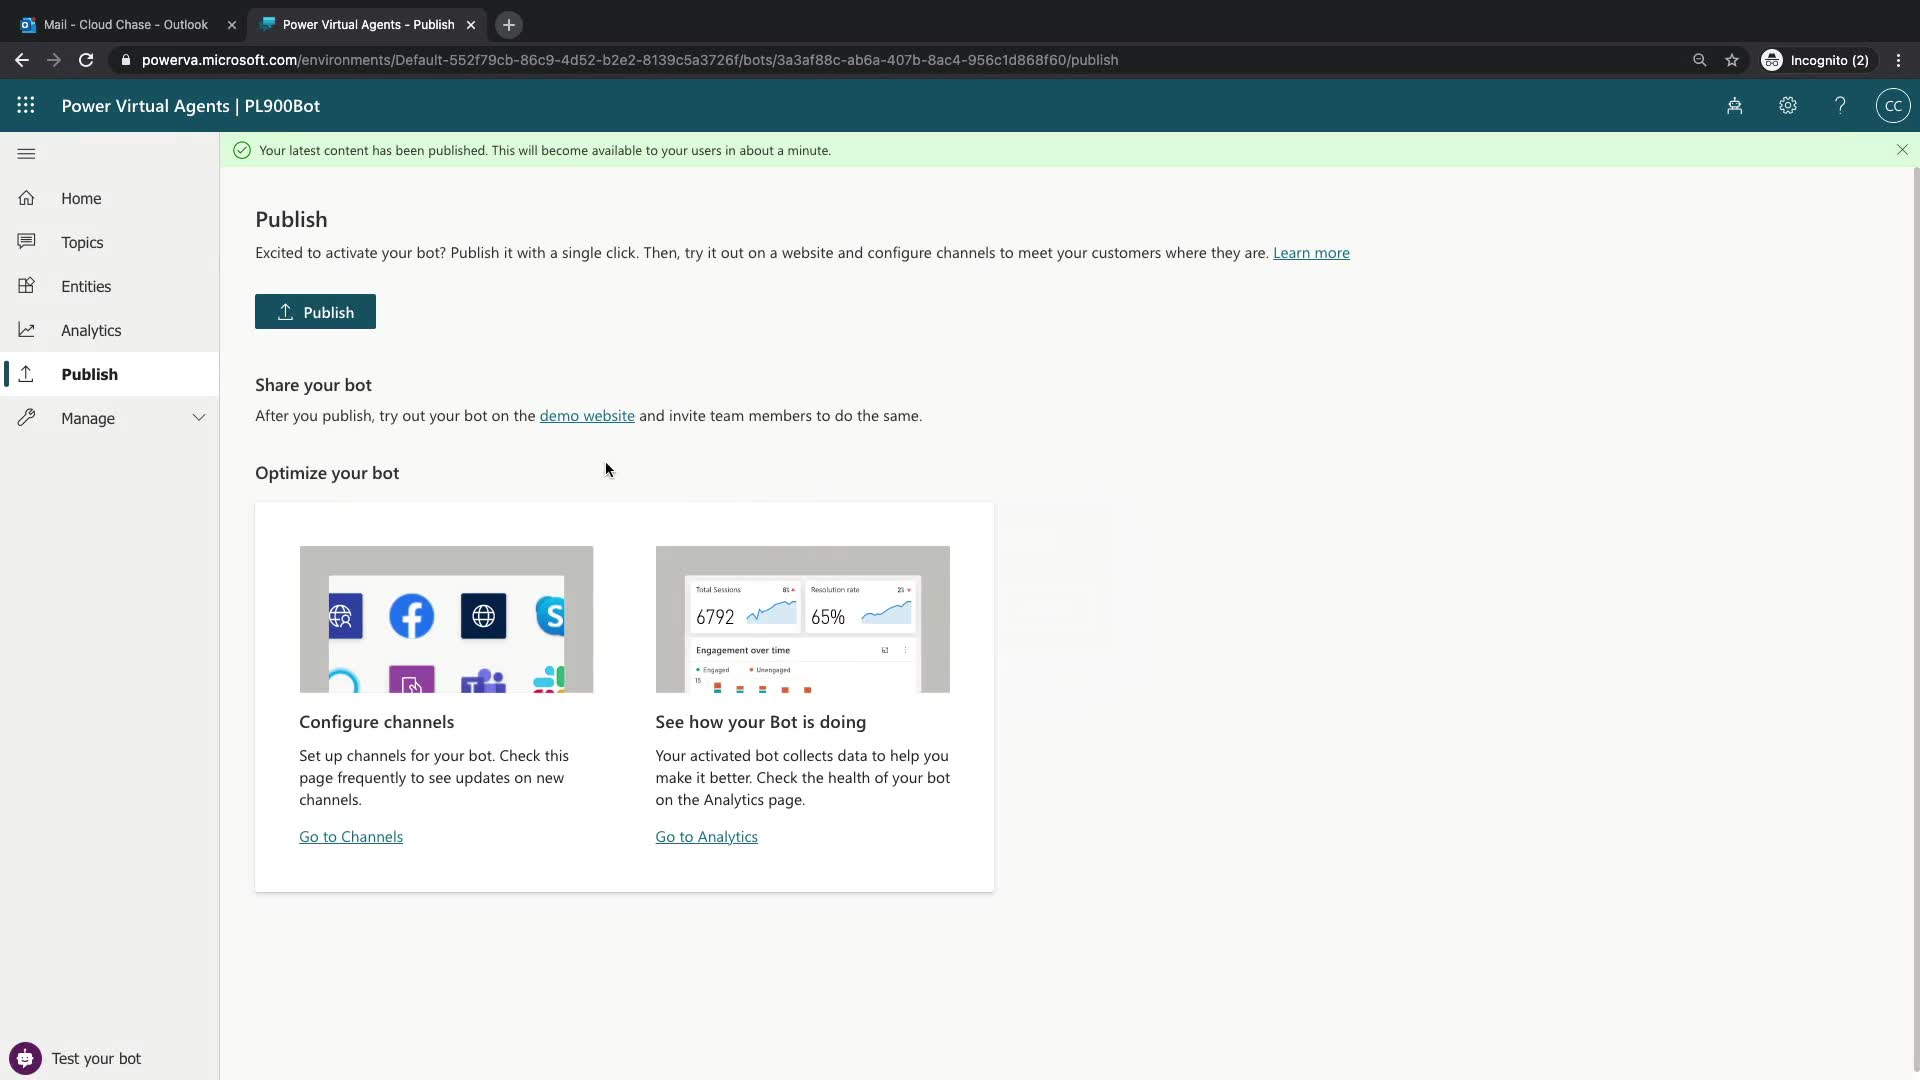 Mail - Cloud Chase - Outlook
Power Virtual Agents - Publish
powerva.microsoft.com/environments/Default-552f79cb-86c9-4d52-b2e2-8139c5a3726f/bots/3a3af88c-ab6a-407b-8ac4-956c1d868f60/publish
Incognito (2)
Power Virtual Agents | PL900Bot
CC
Your latest content has been published. This will become available to your users in about a minute.
Home
Topics
Entities
Analytics
Publish
Manage
Publish
Excited to activate your bot? Publish it with a single click. Then, try it out on a website and configure channels to meet your customers where they are. Learn more
Publish
Share your bot
After you publish, try out your bot on the demo website and invite team members to do the same.
Optimize your bot
Total Sessions 8%
6792
Resolution rate 2%
65%
Engagement over time
Engaged Unengaged
15
Configure channels
Set up channels for your bot. Check this
page frequently to see updates on new
channels.
Go to Channels
See how your Bot is doing
Your activated bot collects data to help you
make it better. Check the health of your bot
on the Analytics page.
Go to Analytics
Test your bot